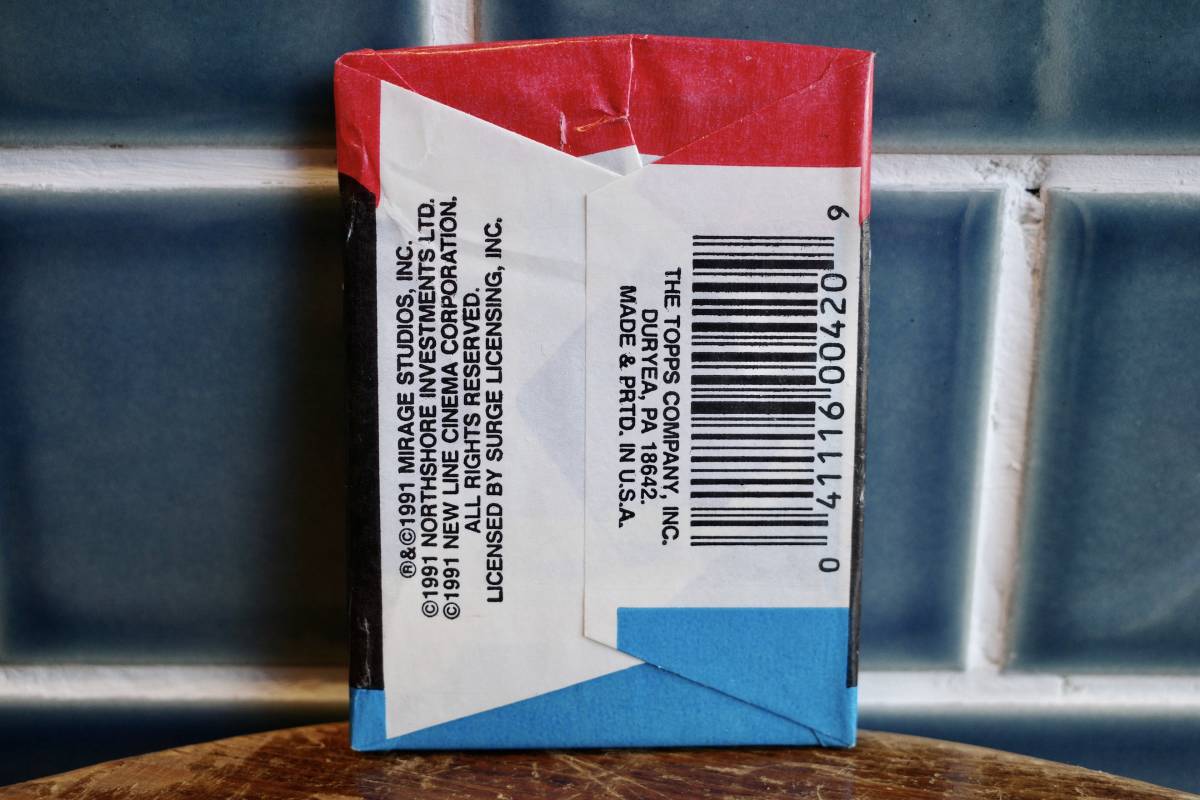 ®&©1991 MIRAGE STUDIOS, INC.
©1991 NORTHSHORE INVESTMENTS LTD.
©1991 NEW LINE CINEMA CORPORATION.
ALL RIGHTS RESERVED.
LICENSED BY SURGE LICENSING, INC.
THE TOPPS COMPANY, INC.
DURYEA, PA 18642.
MADE & PRTD. IN U.S.A.
0 41116 00420 9